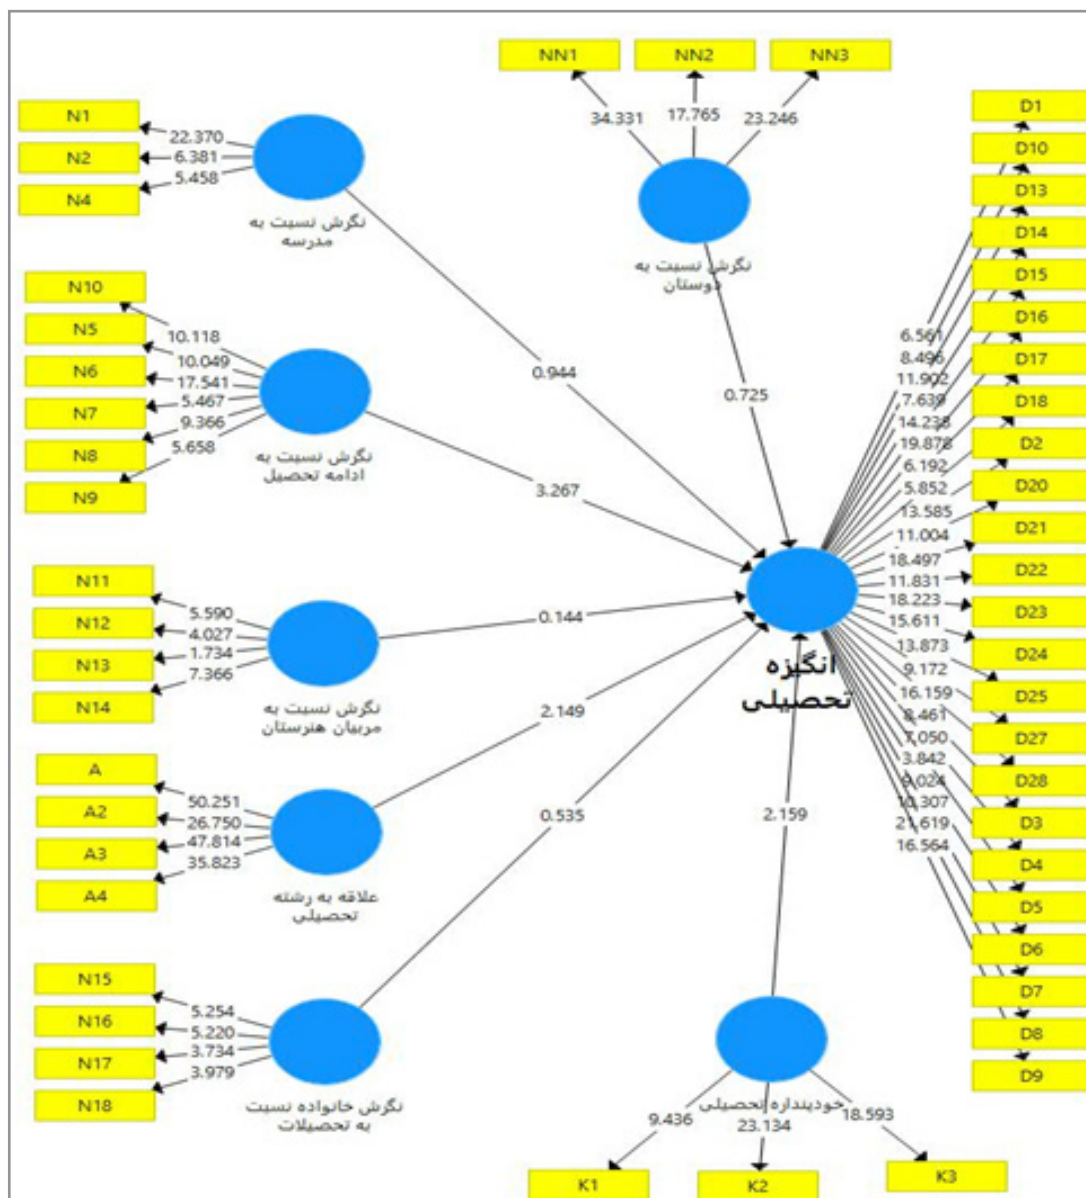 NN1
NN2
NN3
34.331
17.765
23.246
نگرش نسبت به
دوستان
0.725
N1
N2
N4
22.370
6.381
5.458
نگرش نسبت به
مدرسه
0.944
N10
N5
N6
N7
N8
N9
10.118
10.049
17.541
5.467
9.366
5.658
نگرش نسبت به
ادامه تحصیل
3.267
N11
N12
N13
N14
5.590
4.027
1.734
7.366
نگرش نسبت به
مربیان هنرستان
0.144
A
A2
A3
A4
50.251
26.750
47.814
35.823
علاقه به رشته
تحصیلی
2.149
N15
N16
N17
N18
5.254
5.220
3.734
3.979
نگرش خانواده نسبت
به تحصیلات
0.535
انگیزه
تحصیلی
2.159
خودپنداره تحصیلی
9.436
23.134
18.593
K1
K2
K3
6.561
8.496
11.902
7.639
14.238
19.878
6.192
5.852
13.585
11.004
18.497
11.831
18.223
15.611
13.873
9.172
16.159
8.461
7.050
3.842
9.024
10.307
21.619
16.564
D1
D10
D13
D14
D15
D16
D17
D18
D2
D20
D21
D22
D23
D24
D25
D27
D28
D3
D4
D5
D6
D7
D8
D9